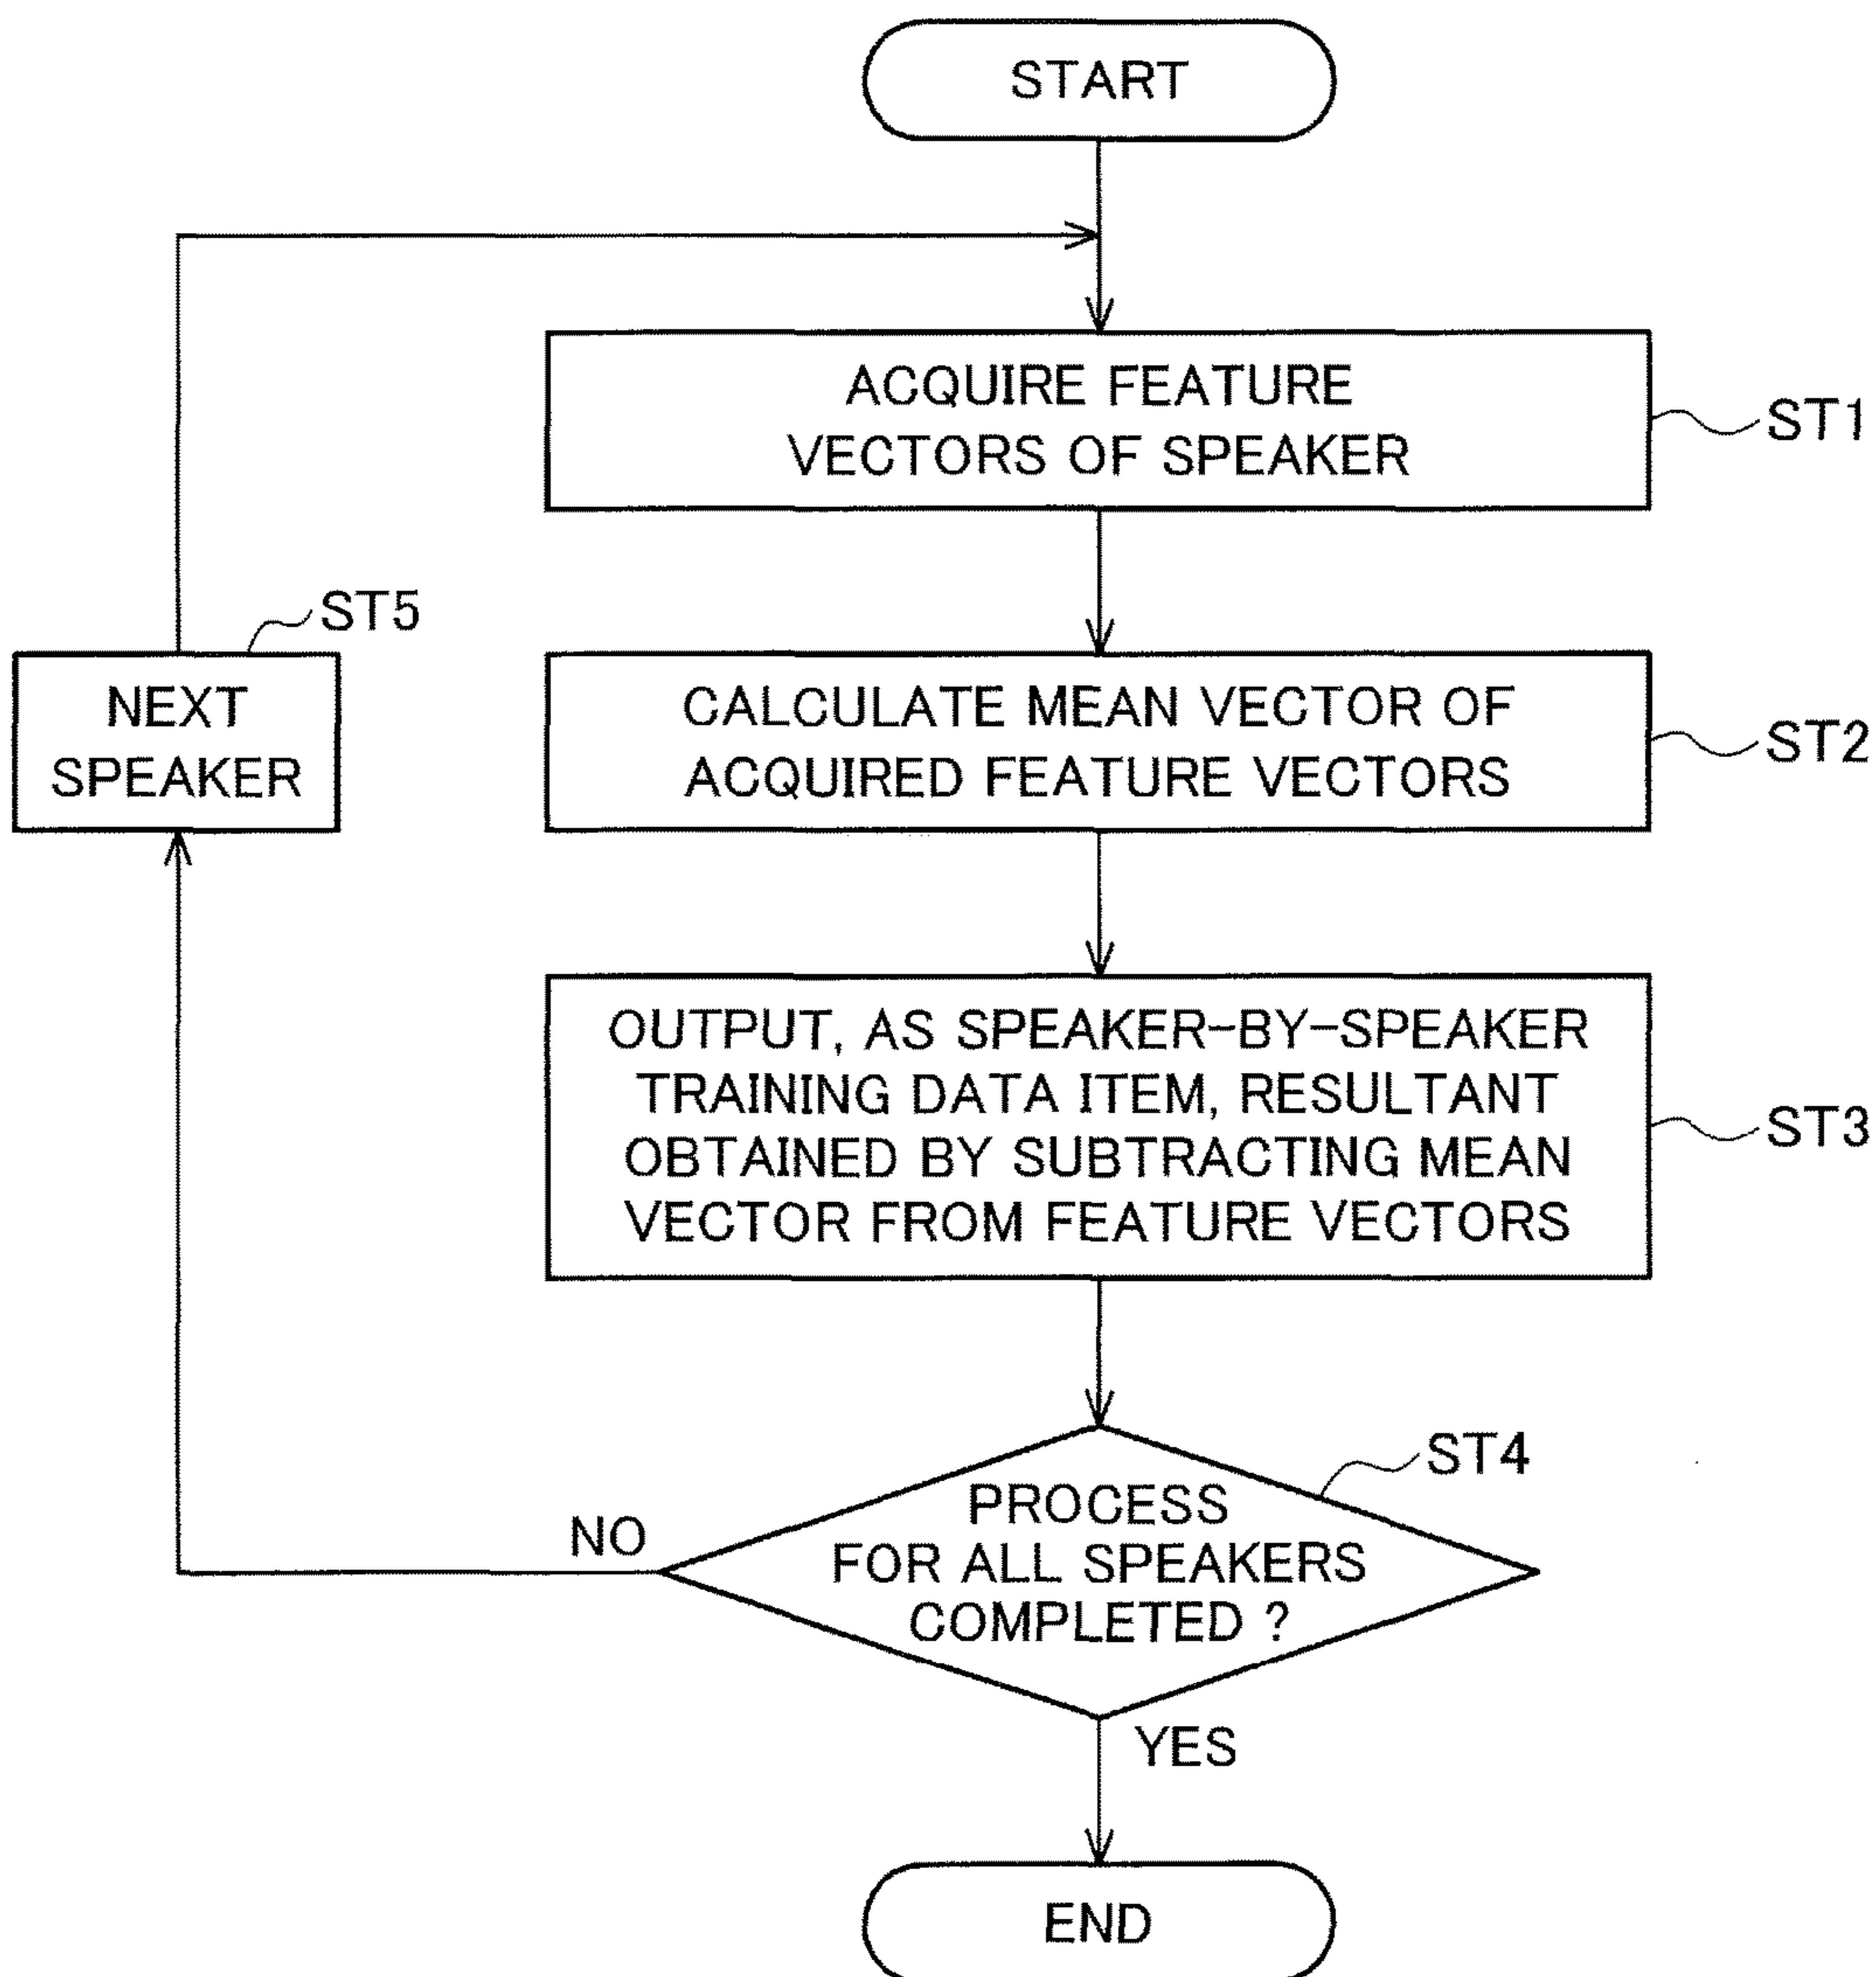 START
ACQUIRE FEATURE
VECTORS OF SPEAKER
ST1
ST5
NEXT
SPEAKER
CALCULATE MEAN VECTOR OF
ACQUIRED FEATURE VECTORS
ST2
OUTPUT, AS SPEAKER-BY-SPEAKER
TRAINING DATA ITEM, RESULTANT
OBTAINED BY SUBTRACTING MEAN
VECTOR FROM FEATURE VECTORS
ST3
ST4
PROCESS
FOR ALL SPEAKERS
COMPLETED ?
NO
YES
END